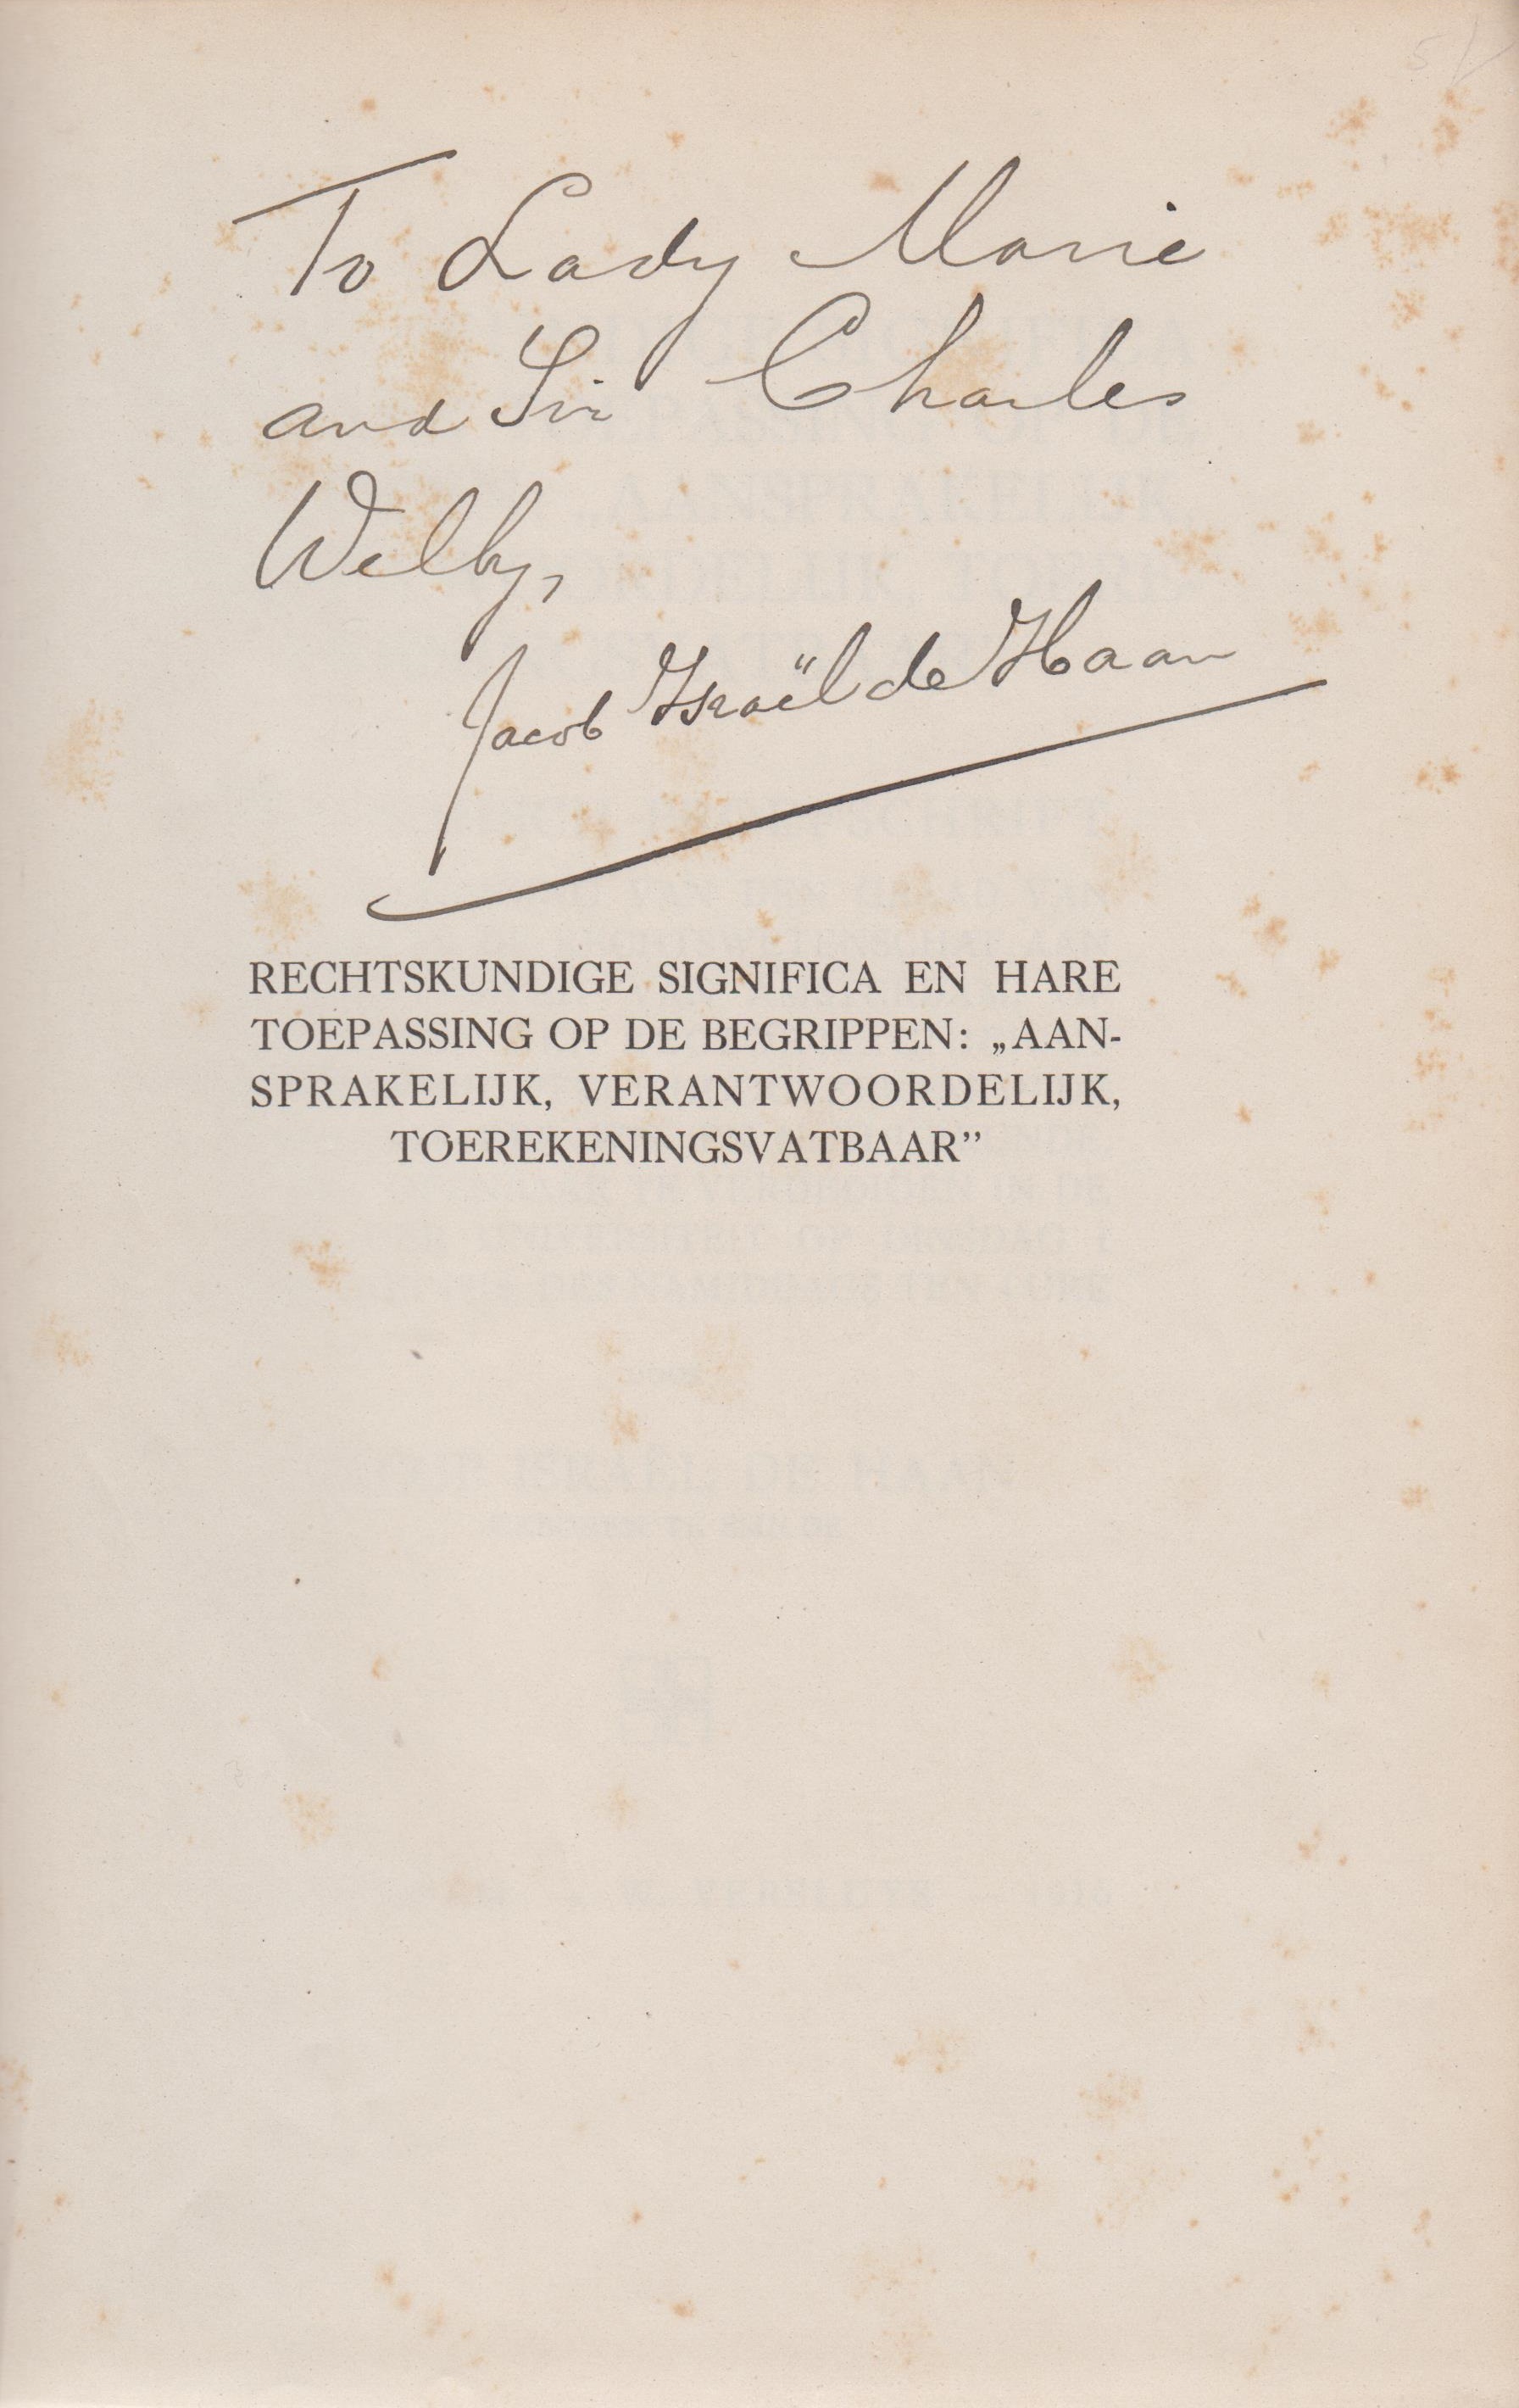 To Lady Marie
and Sir Charles
Welby,
Jacob Israël de Haan
RECHTSKUNDIGE SIGNIFICA EN HARE
TOEPASSING OP DE BEGRIPPEN: „AAN-
SPRAKELIJK, VERANTWOORDELIJK,
TOEREKENINGSVATBAAR”